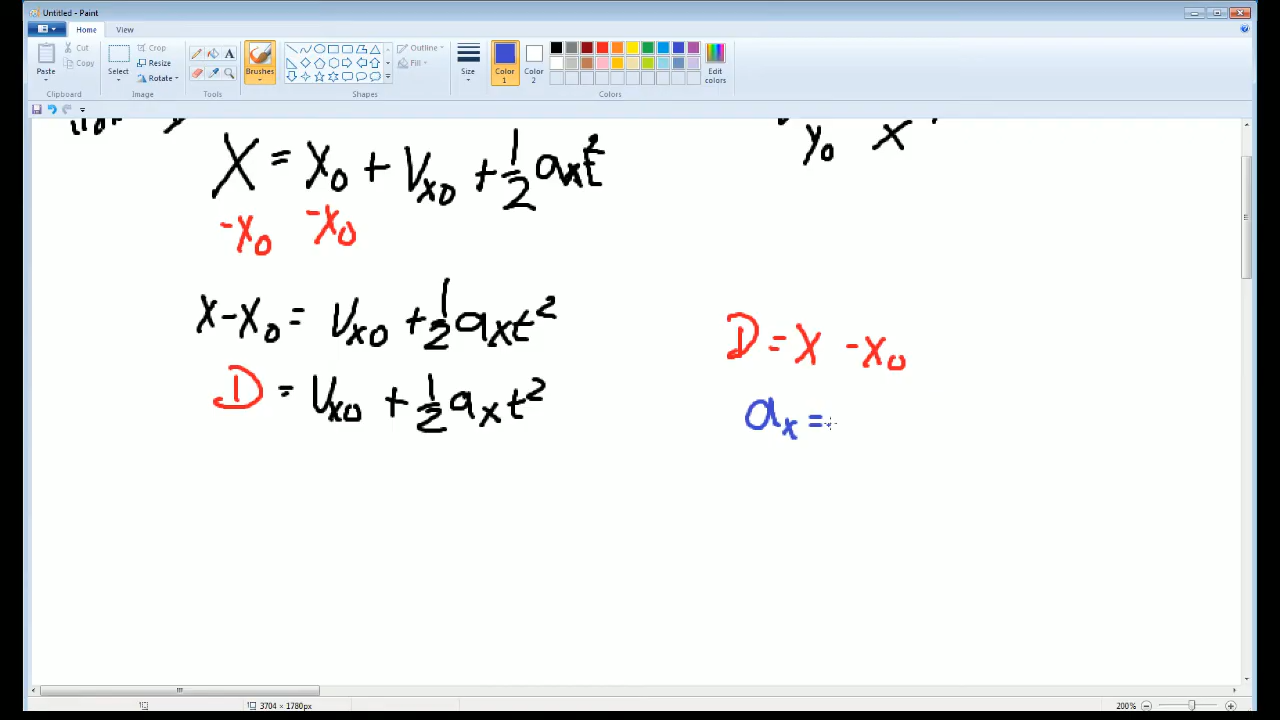 Untitled - Paint
Home View
Paste Cut Copy Select Crop Resize Rotate Brushes Outline Fill Size Color 1 Color 2 Edit colors
Clipboard Image Tools Shapes Colors
X = X0 + Vx0 + 1/2 axt²
y0 X
-X0 -X0
X-X0 = Vx0 + 1/2 axt²
D = X - X0
D = Vx0 + 1/2 axt²
ax =
3704 × 1780px 200%